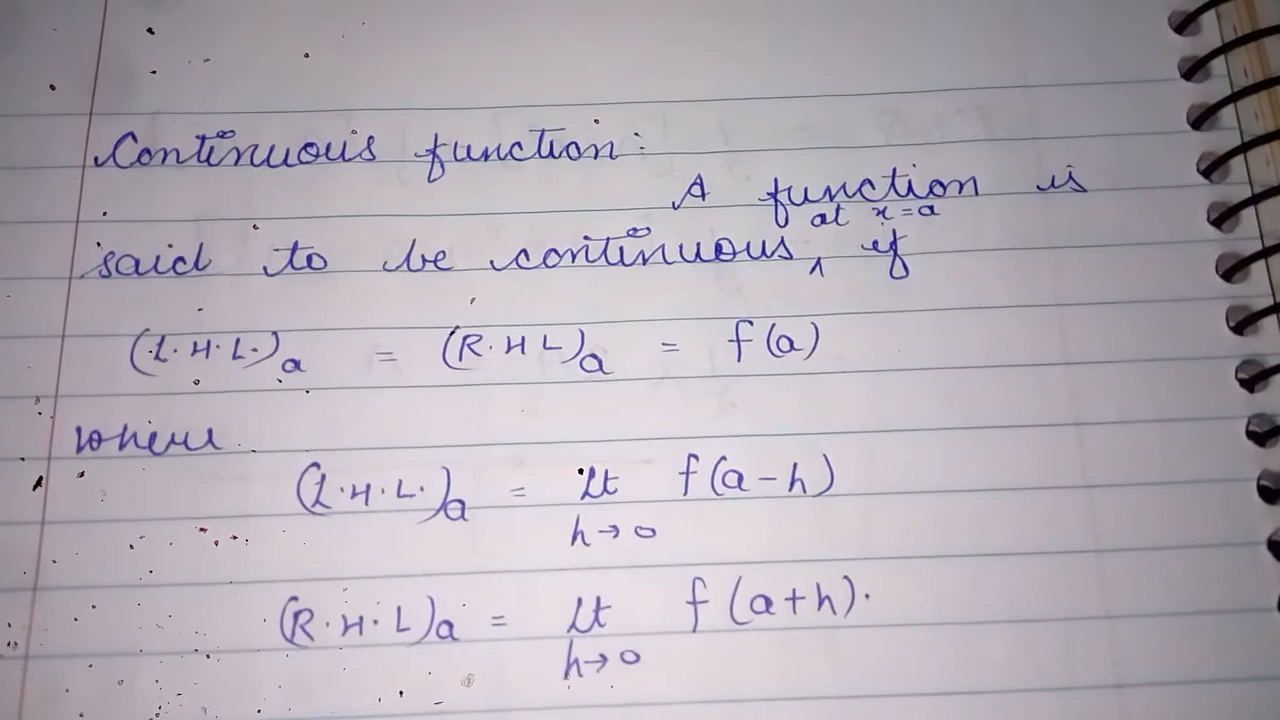 Continuous function:
A function is
said to be continuous ^ at x=a if
(L.H.L.)a = (R.H L)a = f(a)
where
(L.H.L.)a = lt f(a-h)
h→0
(R.H.L)a = lt f(a+h).
h→0